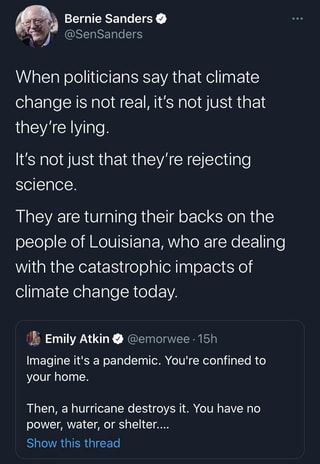 Bernie Sanders
@SenSanders
When politicians say that climate
change is not real, it's not just that
they're lying.
It's not just that they're rejecting
science.
They are turning their backs on the
people of Louisiana, who are dealing
with the catastrophic impacts of
climate change today.
Emily Atkin @emorwee · 15h
Imagine it's a pandemic. You're confined to
your home.
Then, a hurricane destroys it. You have no
power, water, or shelter....
Show this thread